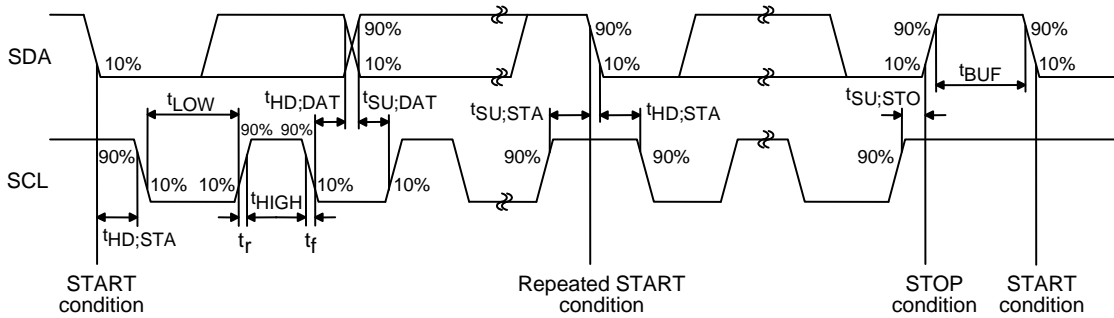 90% 90% 90% 90%
SDA
10% 10% 10% 10% 10%
tLOW tHD;DAT tSU;DAT tSU;STA tHD;STA tSU;STO tBUF
90% 90% 90% 90% 90% 90%
SCL
10% 10% 10% 10%
tHIGH
tHD;STA tr tf
START
condition
Repeated START
condition
STOP
condition
START
condition